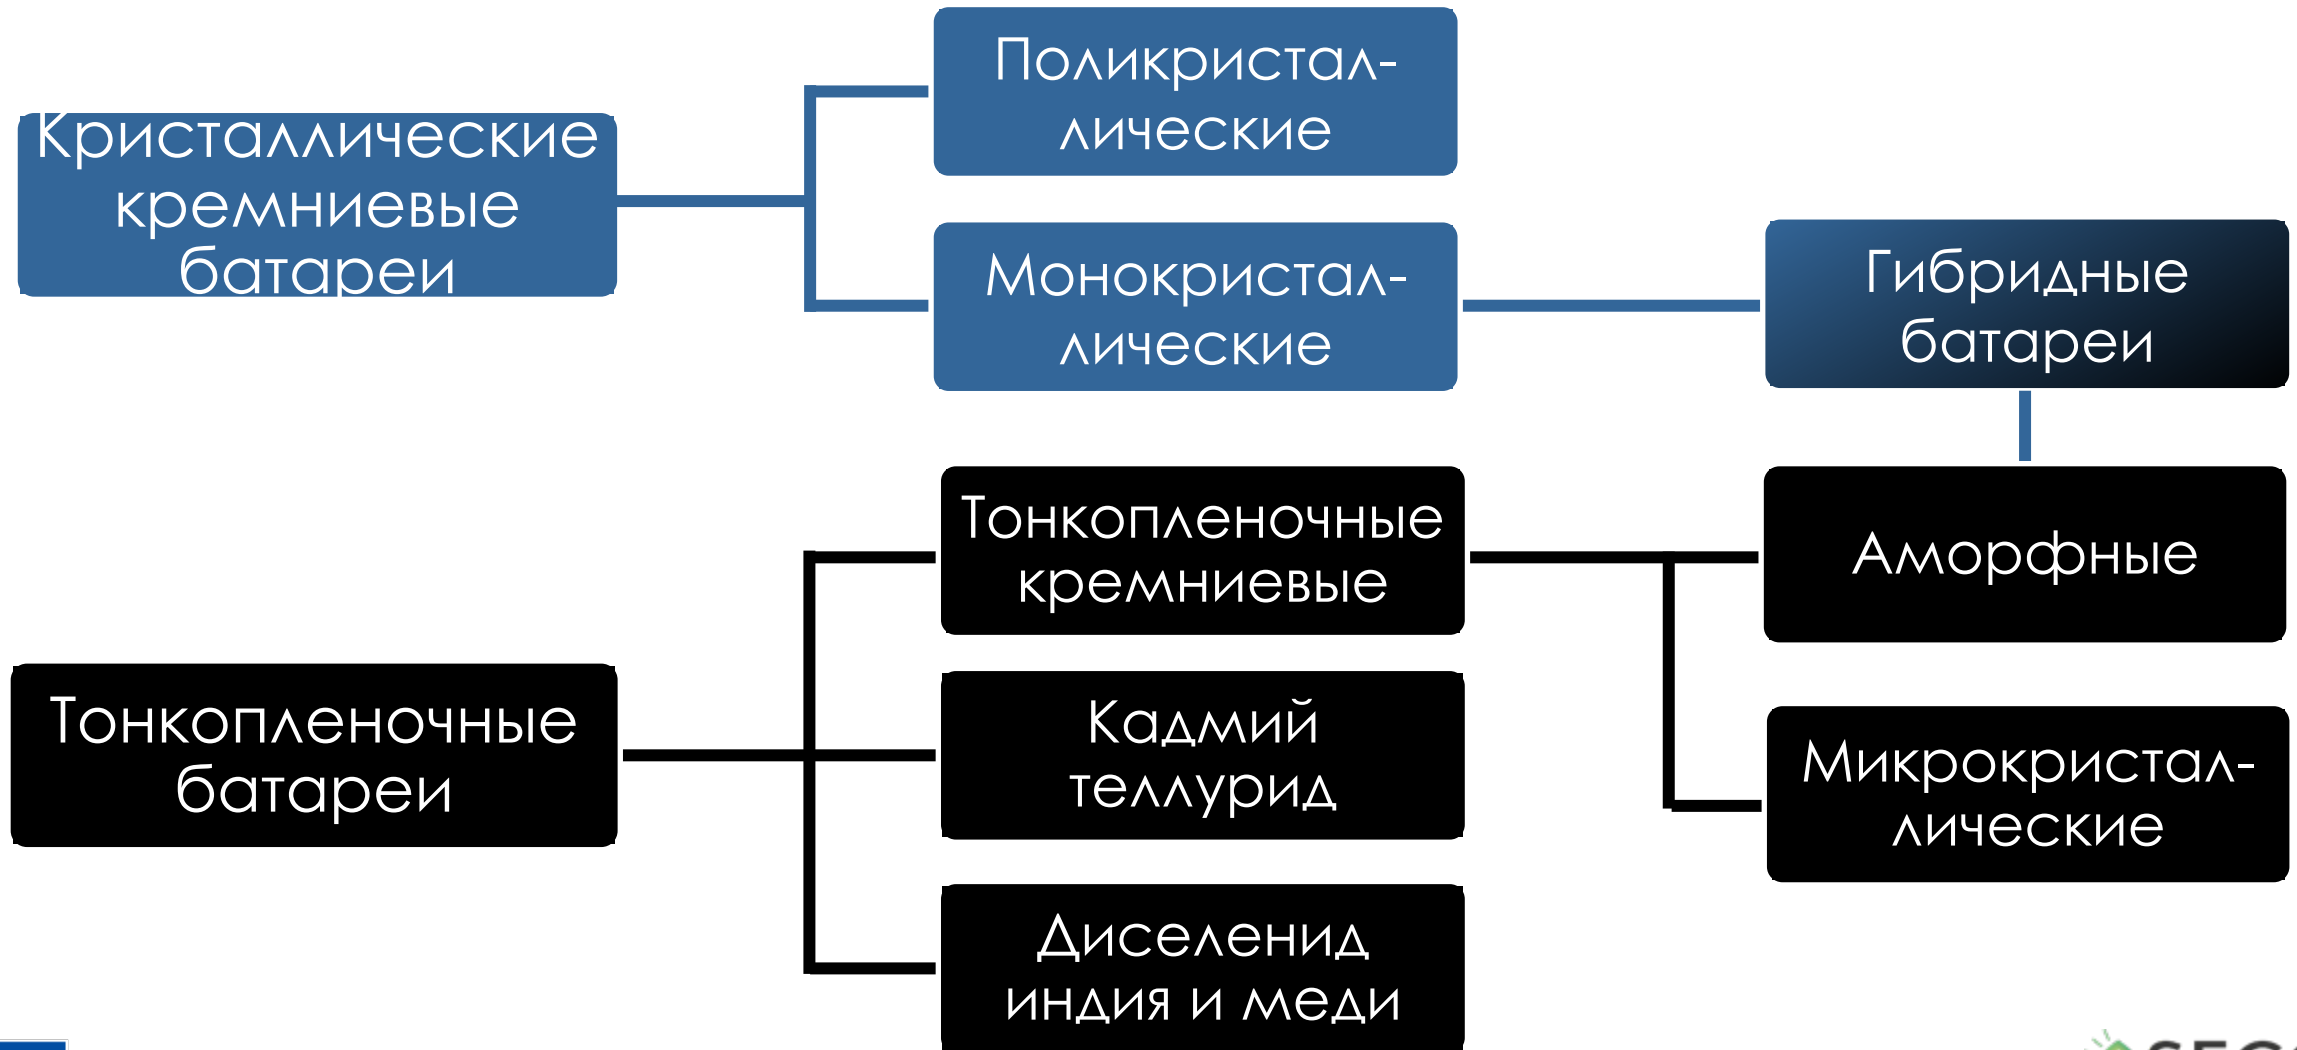 Поликристал-
лические
Кристаллические
кремниевые
батареи
Монокристал-
лические
Гибридные
батареи
Тонкопленочные
кремниевые
Аморфные
Тонкопленочные
батареи
Кадмий
теллурид
Микрокристал-
лические
Диселенид
индия и меди